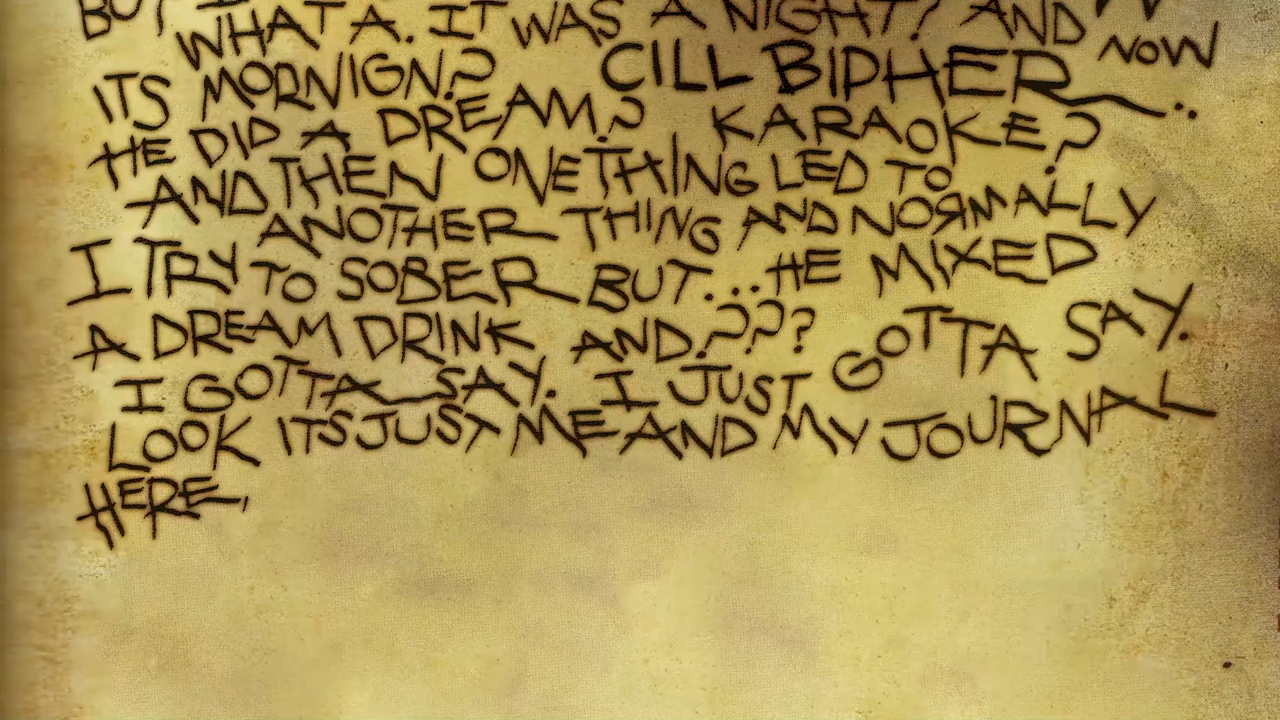 BUT
WHAT A. IT WAS A NIGHT? AND NOW
ITS MORNIGN? CILL BIPHER~..
HE DID A DREAM.? KARAOKE?
AND THEN ONE THING LED TO
ANOTHER THING AND NORMALLY
I TRY TO SOBER BUT... HE MIXED
A DREAM DRINK AND.??? GOTTA SAY.
I GOTTA SAY. I JUST
LOOK ITS JUST ME AND MY JOURNAL
HERE,